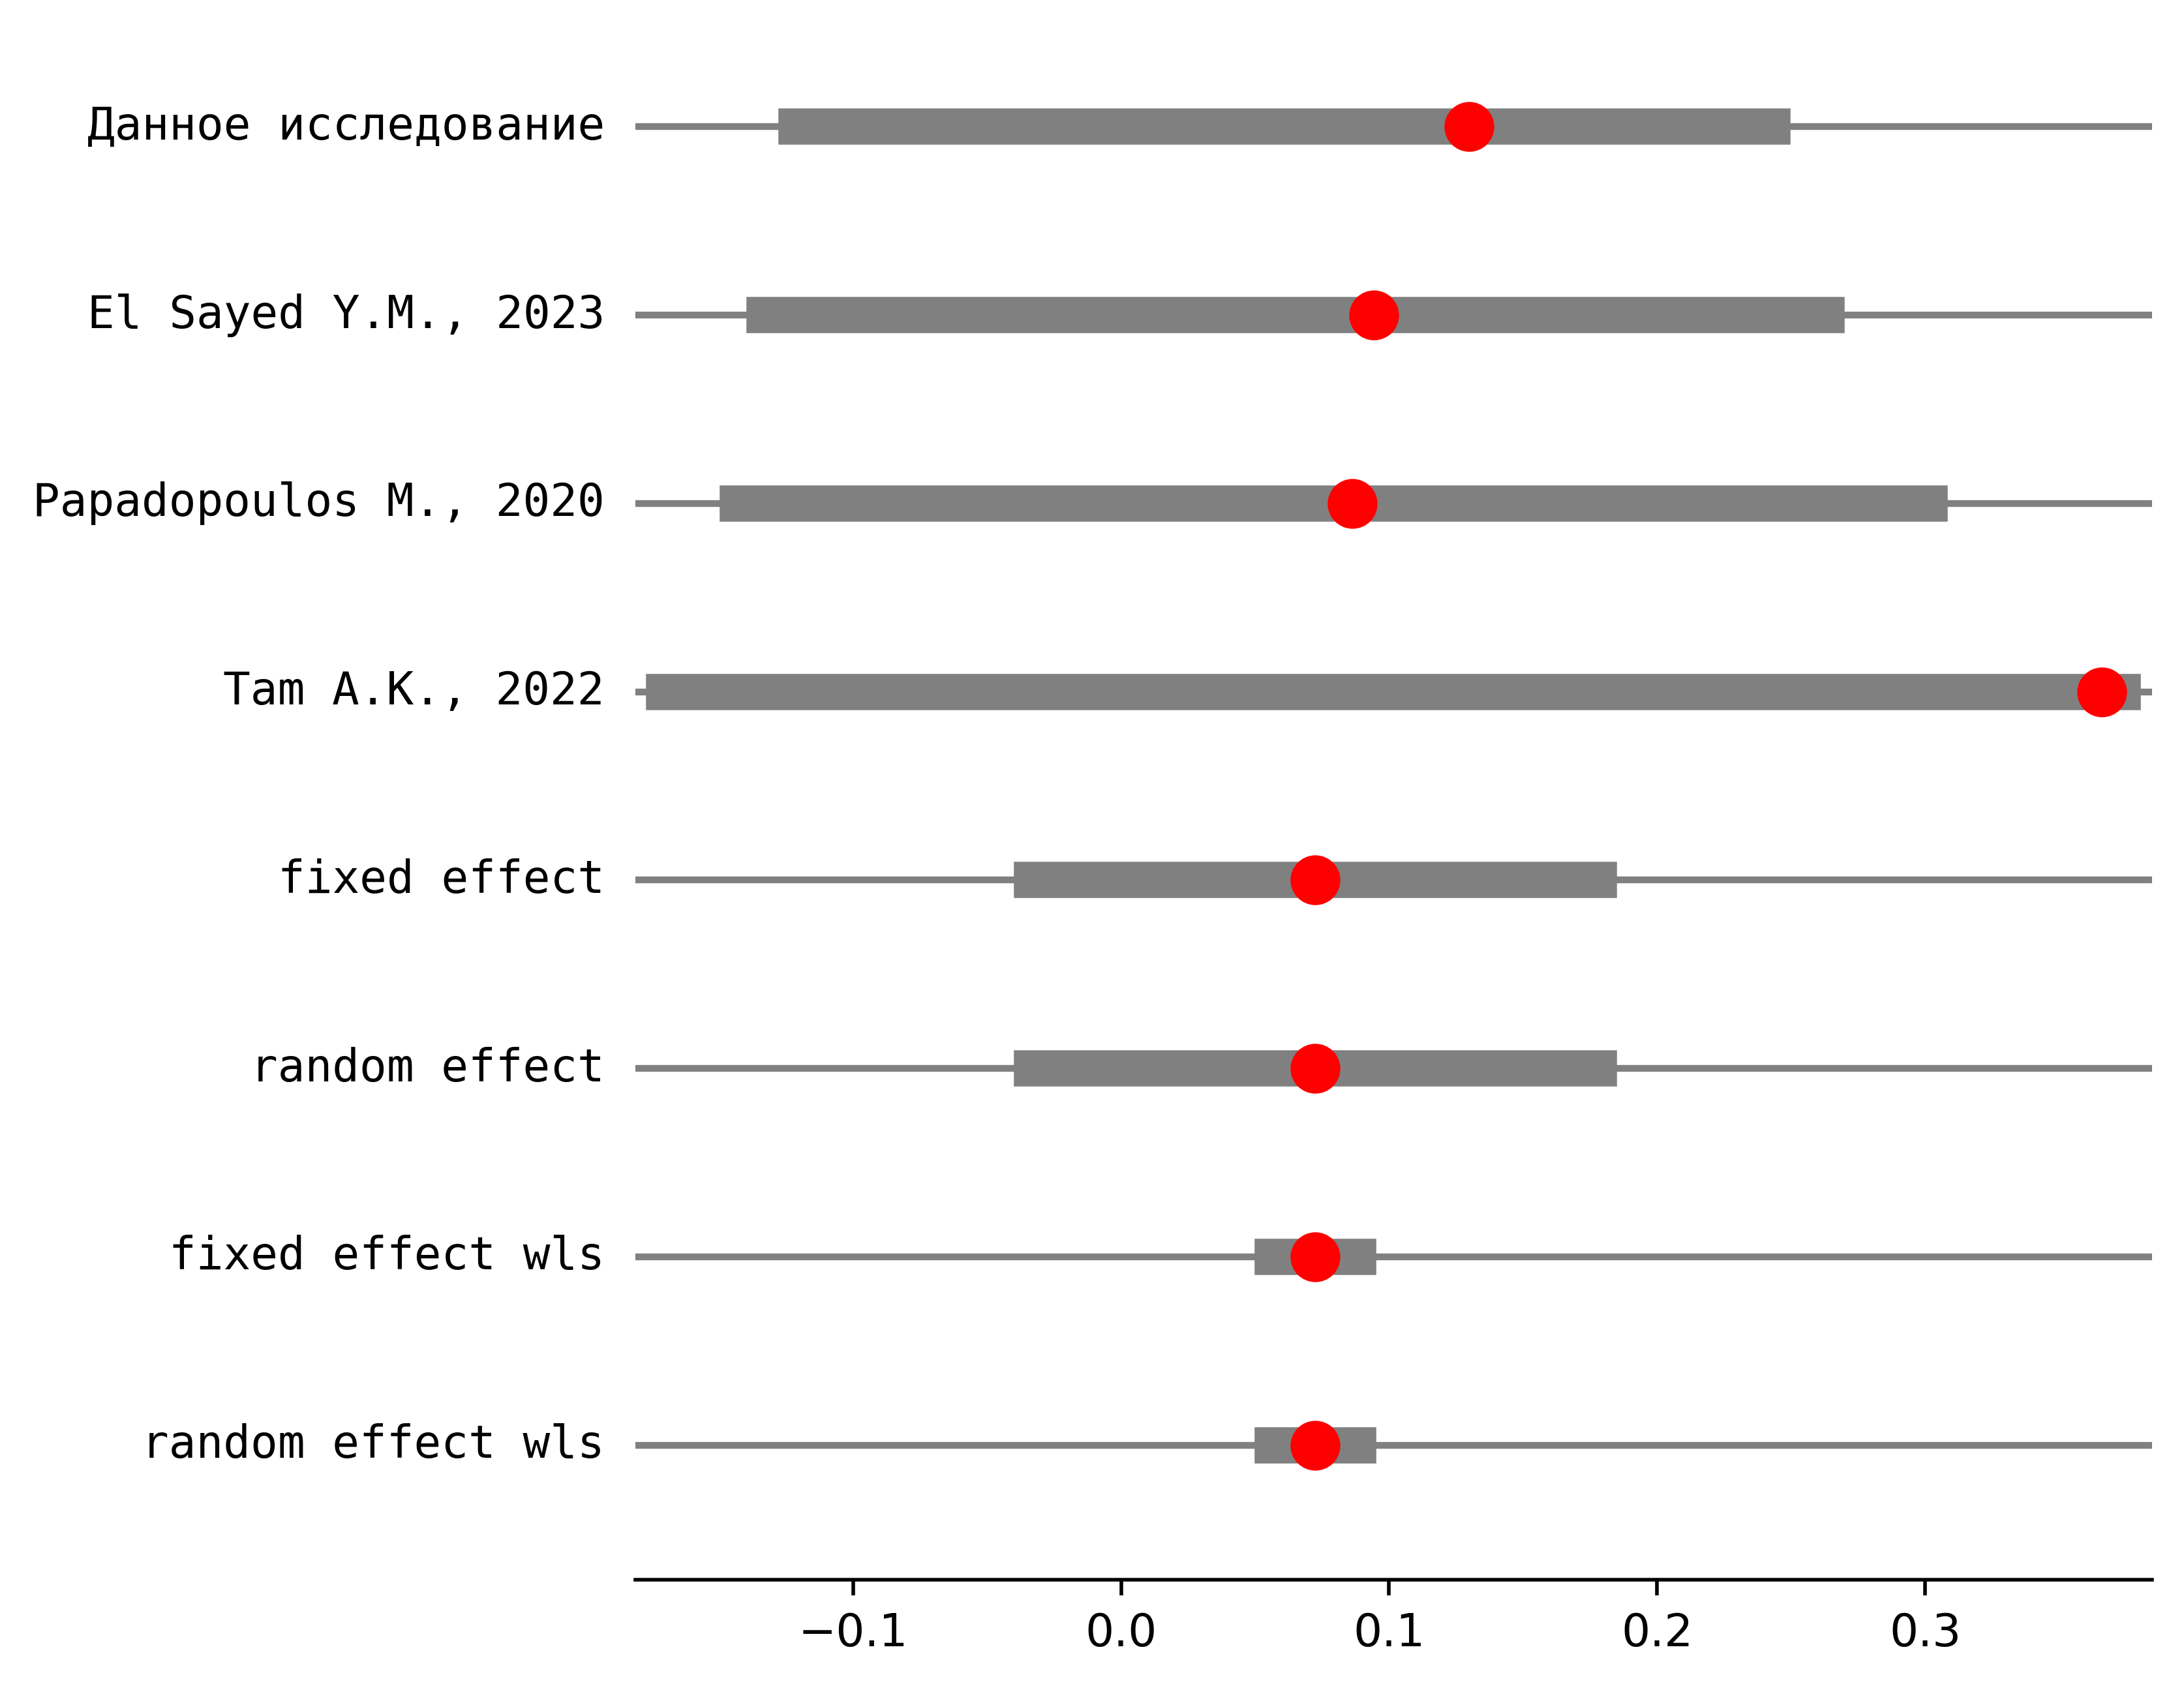 Данное исследование
El Sayed Y.M., 2023
Papadopoulos M., 2020
Tam A.K., 2022
fixed effect
random effect
fixed effect wls
random effect wls
−0.1 0.0 0.1 0.2 0.3